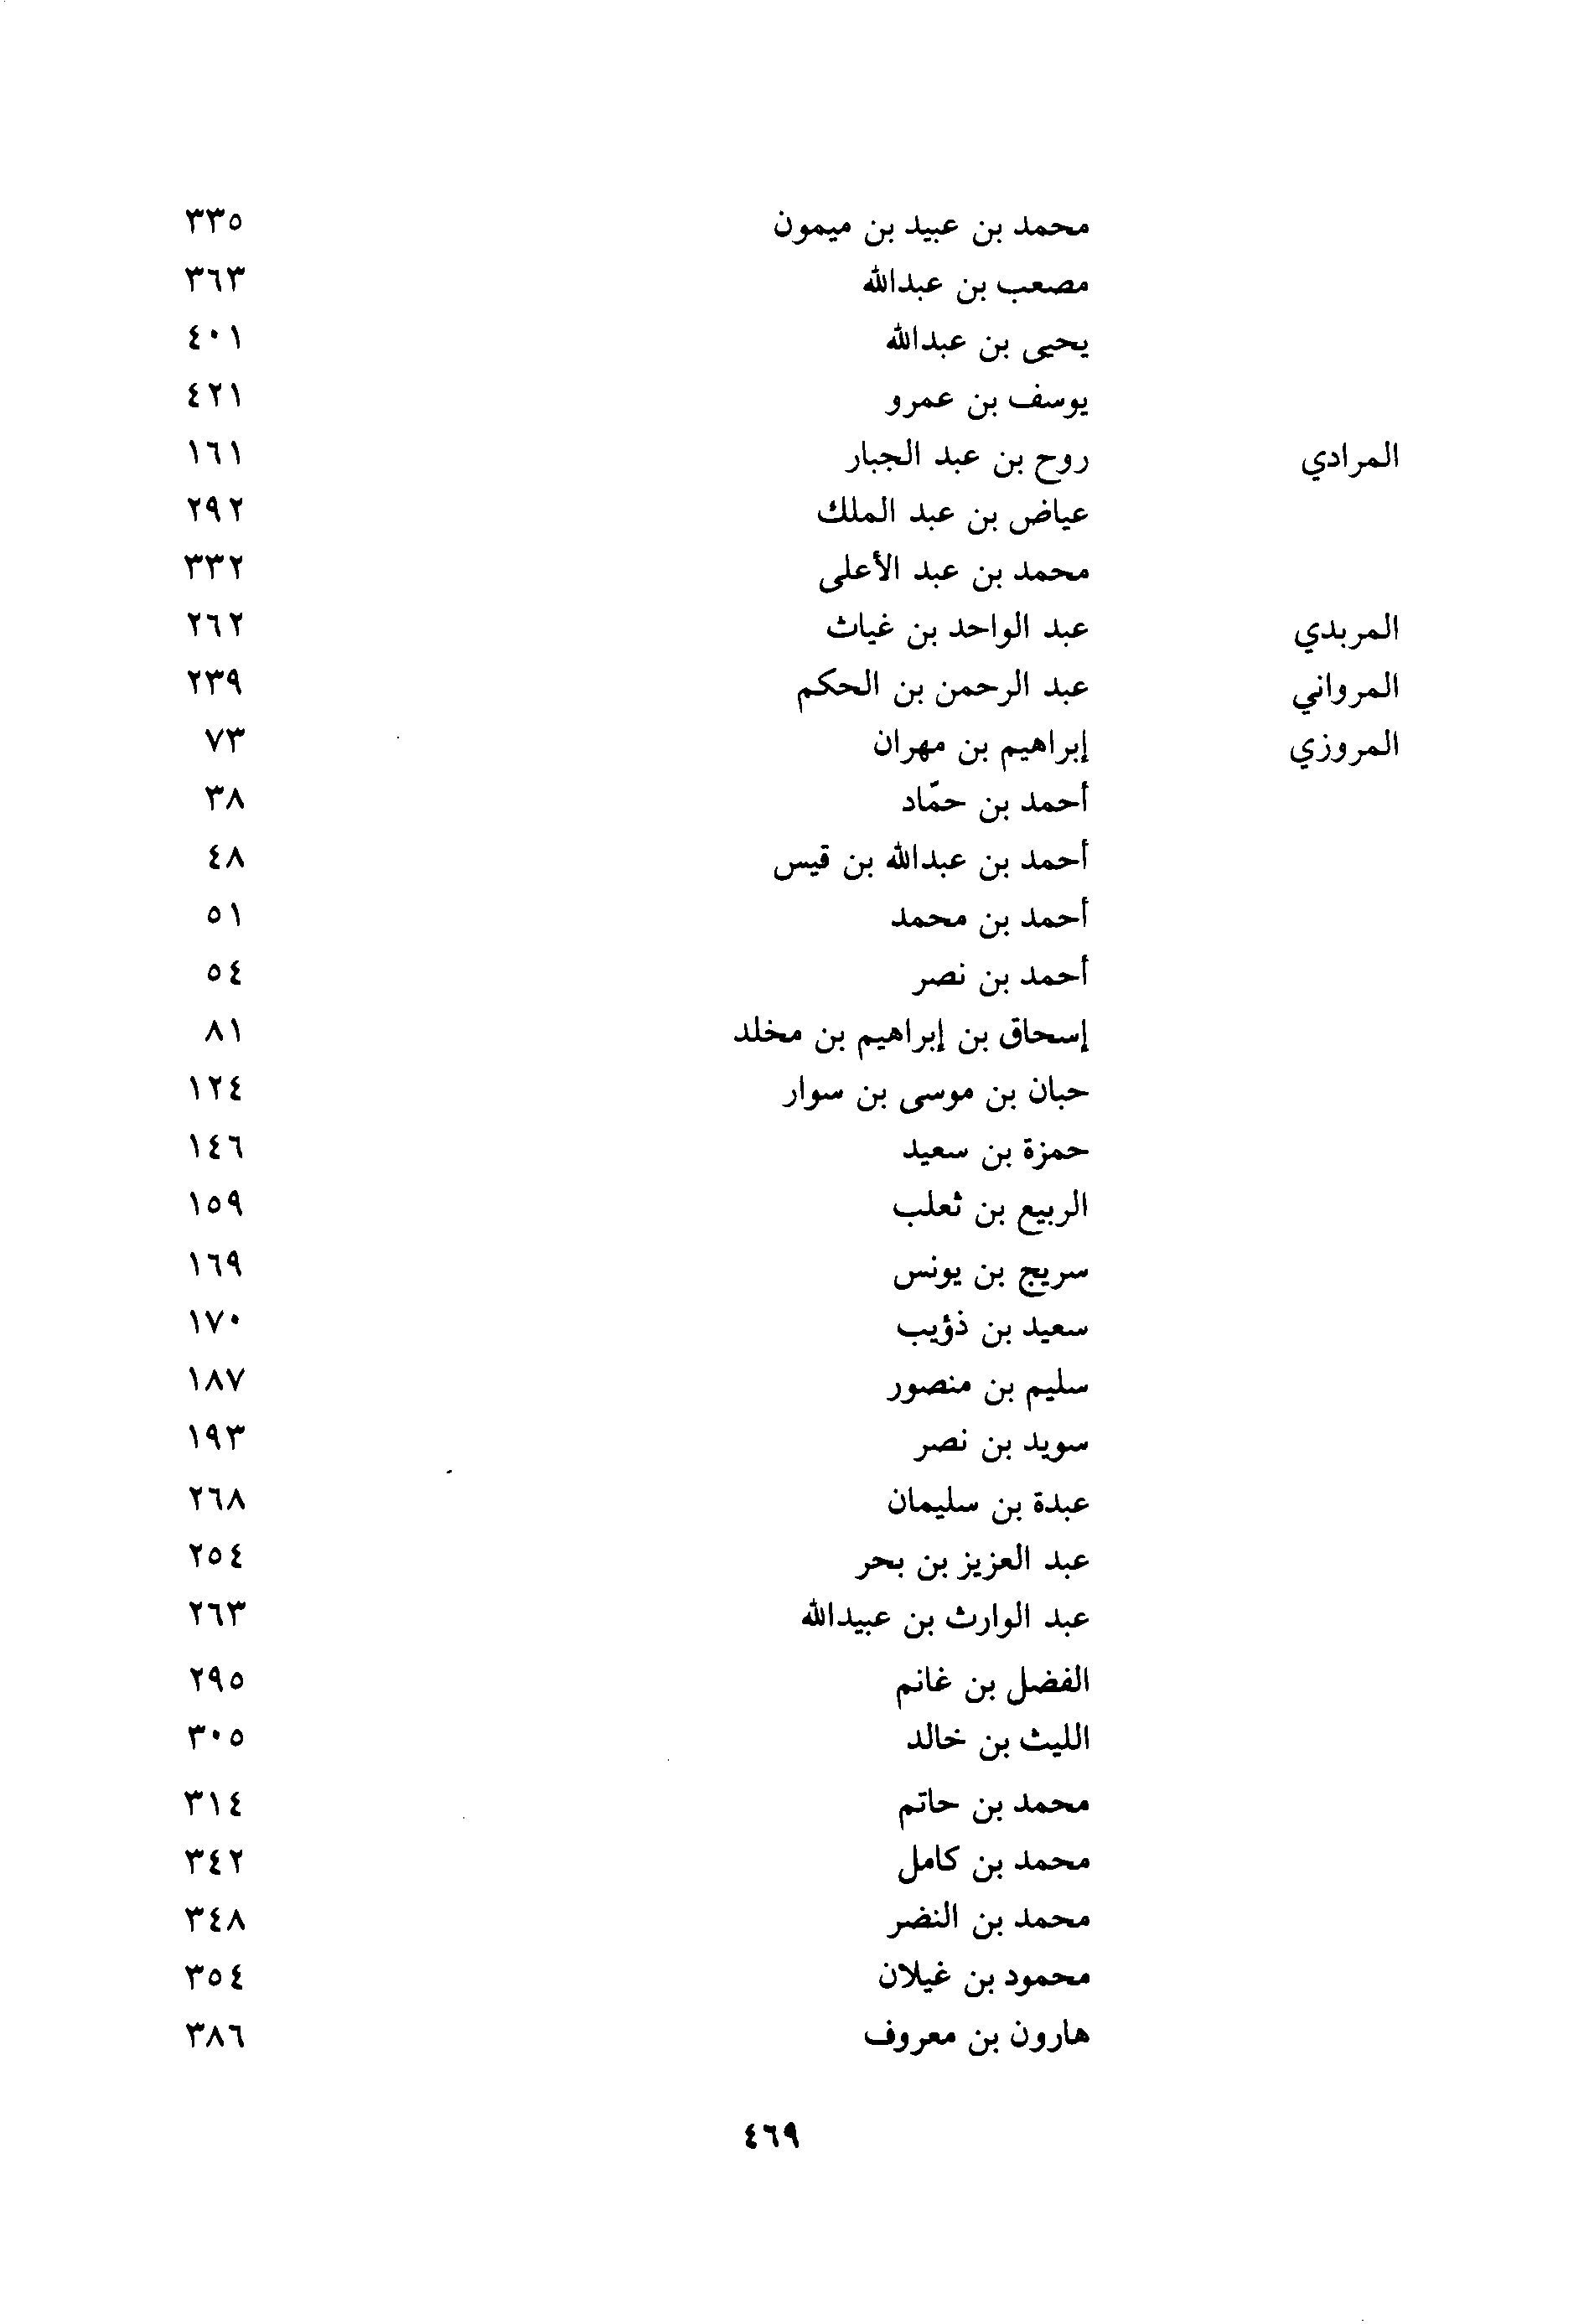 محمد بن عبيد بن ميمون ٣٣٥
مصعب بن عبدالله ٣٦٣
يحيى بن عبدالله ٤٠١
يوسف بن عمرو ٤٢١
المرادي روح بن عبد الجبار ١٦١
عياض بن عبد الملك ٢٩٢
محمد بن عبد الأعلى ٣٣٢
المربدي عبد الواحد بن غياث ٢٦٢
المرواني عبد الرحمن بن الحكم ٢٣٩
المروزي إبراهيم بن مهران ٧٣
أحمد بن حمّاد ٣٨
أحمد بن عبدالله بن قيس ٤٨
أحمد بن محمد ٥١
أحمد بن نصر ٥٤
إسحاق بن إبراهيم بن مخلد ٨١
حبان بن موسى بن سوار ١٢٤
حمزة بن سعيد ١٤٦
الربيع بن ثعلب ١٥٩
سريج بن يونس ١٦٩
سعيد بن ذؤيب ١٧٠
سليم بن منصور ١٨٧
سويد بن نصر ١٩٣
عبدة بن سليمان ٢٦٨
عبد العزيز بن بحر ٢٥٤
عبد الوارث بن عبيدالله ٢٦٣
الفضل بن غانم ٢٩٥
الليث بن خالد ٣٠٥
محمد بن حاتم ٣١٤
محمد بن كامل ٣٤٢
محمد بن النضر ٣٤٨
محمود بن غيلان ٣٥٤
هارون بن معروف ٣٨٦
٤٦٩